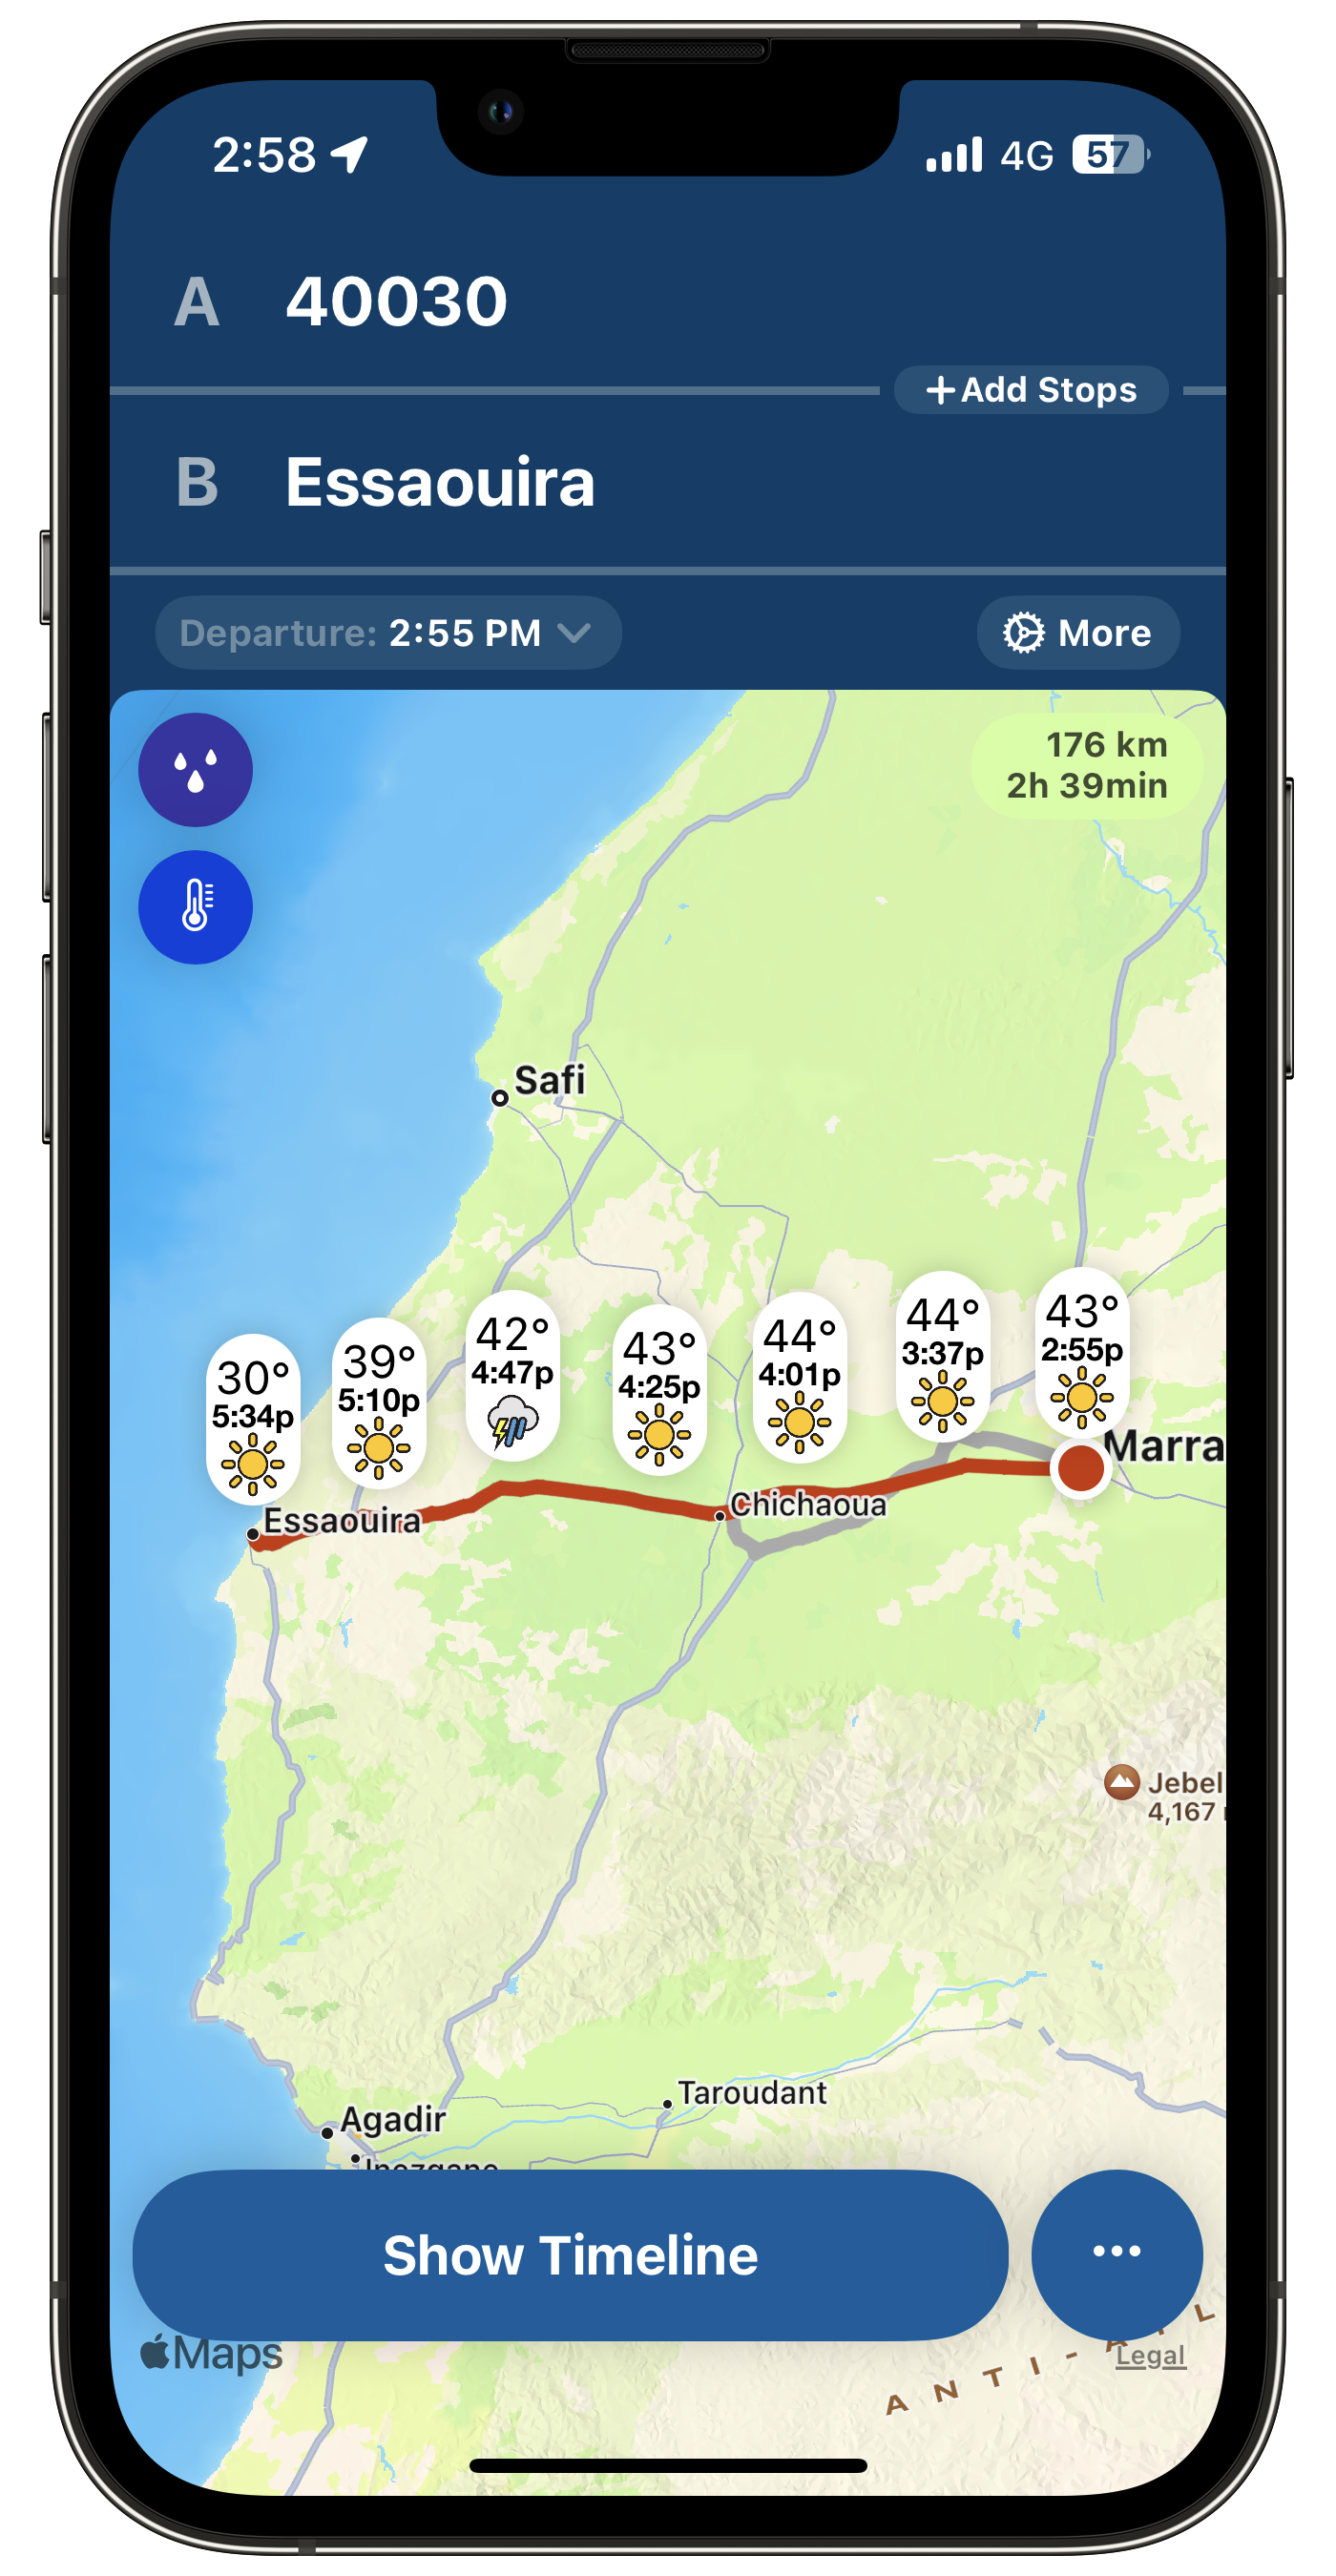 2:58
4G
57
A 40030
+Add Stops
B Essaouira
Departure: 2:55 PM
More
176 km
2h 39min
Safi
43°
2:55p
44°
3:37p
44°
4:01p
43°
4:25p
42°
4:47p
39°
5:10p
30°
5:34p
Marra
Chichaoua
Essaouira
Jebel
4,167
Taroudant
Agadir
Show Timeline
•••
Maps
Legal
ANTI-